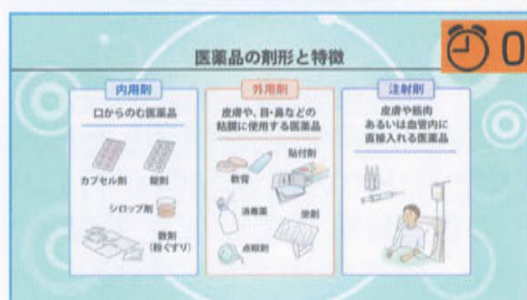 医薬品の剤形と特徴
0
内用剤
口からのむ医薬品
カプセル剤
錠剤
シロップ剤
散剤
(粉ぐすり)
外用剤
皮膚や、目・鼻などの
粘膜に使用する医薬品
貼付剤
軟膏
消毒薬
坐剤
点眼剤
注射剤
皮膚や筋肉
あるいは血管内に
直接入れる医薬品